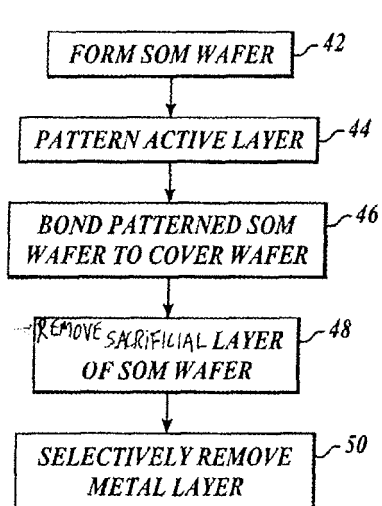 FORM SOM WAFER 42
PATTERN ACTIVE LAYER 44
BOND PATTERNED SOM 46
WAFER TO COVER WAFER
REMOVE SACRIFICIAL LAYER 48
OF SOM WAFER
SELECTIVELY REMOVE 50
METAL LAYER